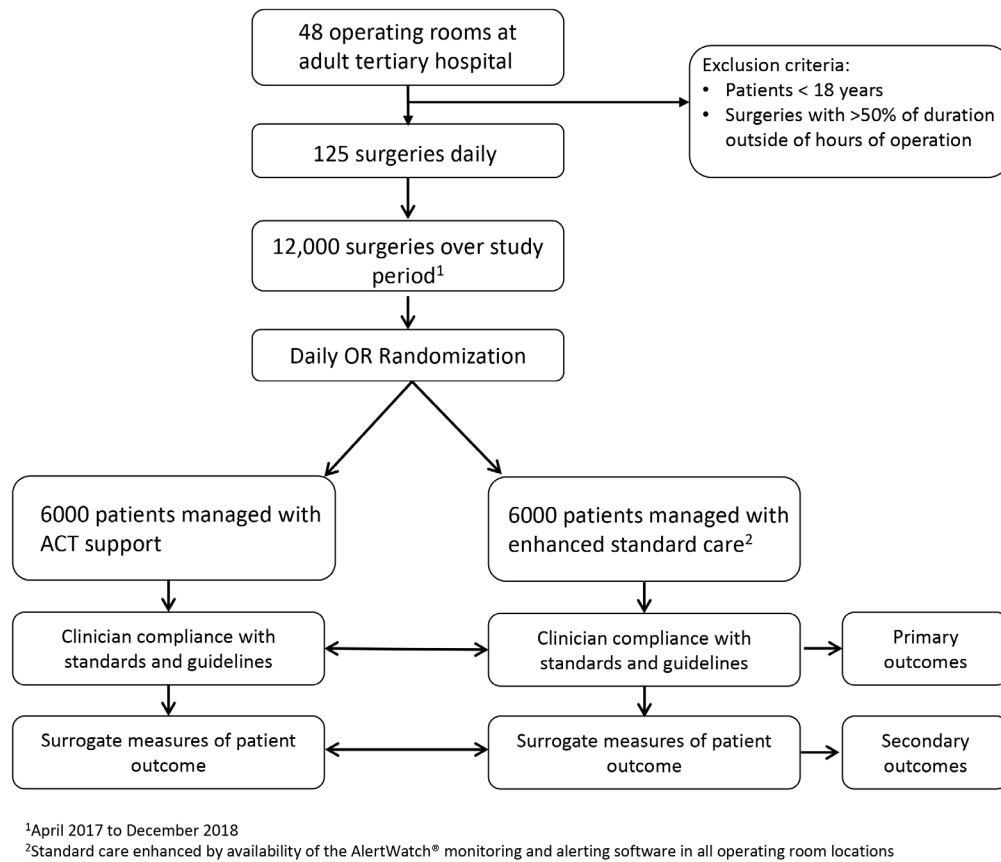 48 operating rooms at
adult tertiary hospital
Exclusion criteria:
• Patients < 18 years
• Surgeries with >50% of duration
outside of hours of operation
125 surgeries daily
12,000 surgeries over study
period¹
Daily OR Randomization
6000 patients managed with
ACT support
6000 patients managed with
enhanced standard care²
Clinician compliance with
standards and guidelines
Clinician compliance with
standards and guidelines
Primary
outcomes
Surrogate measures of patient
outcome
Surrogate measures of patient
outcome
Secondary
outcomes
¹April 2017 to December 2018
²Standard care enhanced by availability of the AlertWatch® monitoring and alerting software in all operating room locations